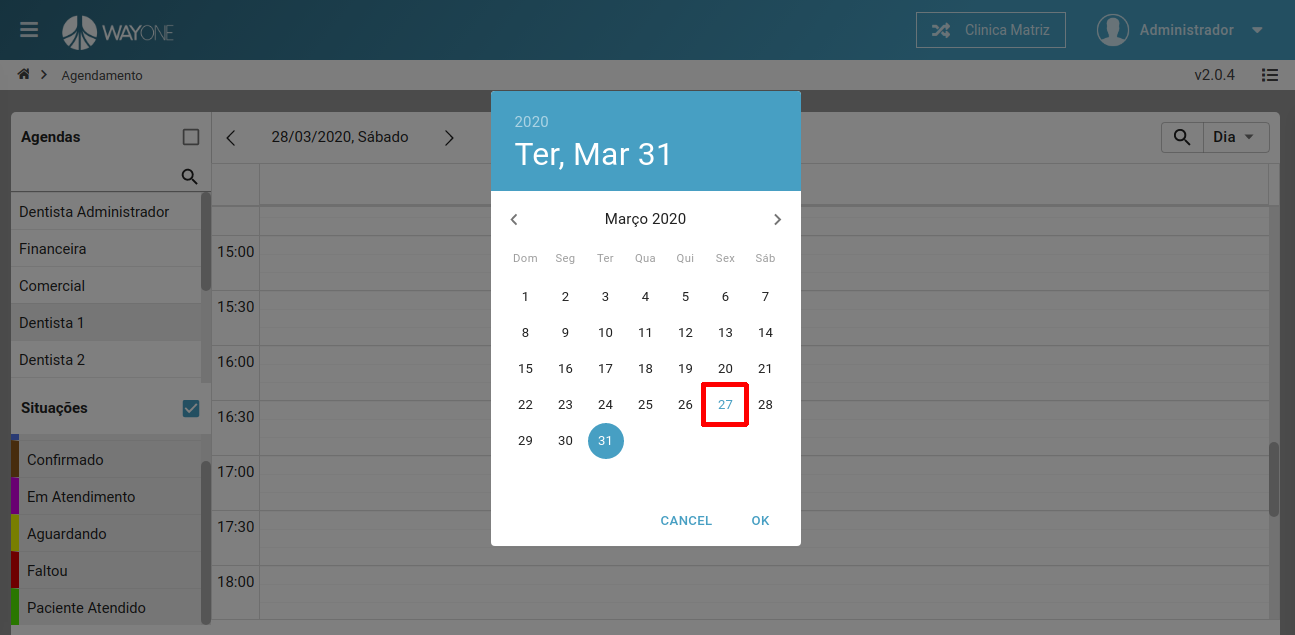 WAYONE
Clinica Matriz
Administrador
Agendamento
v2.0.4
Agendas
28/03/2020, Sábado
Dia
Dentista Administrador
Financeira
Comercial
Dentista 1
Dentista 2
Situações
Confirmado
Em Atendimento
Aguardando
Faltou
Paciente Atendido
15:00
15:30
16:00
16:30
17:00
17:30
18:00
2020
Ter, Mar 31
Março 2020
Dom Seg Ter Qua Qui Sex Sáb
1 2 3 4 5 6 7
8 9 10 11 12 13 14
15 16 17 18 19 20 21
22 23 24 25 26 27 28
29 30 31
CANCEL OK